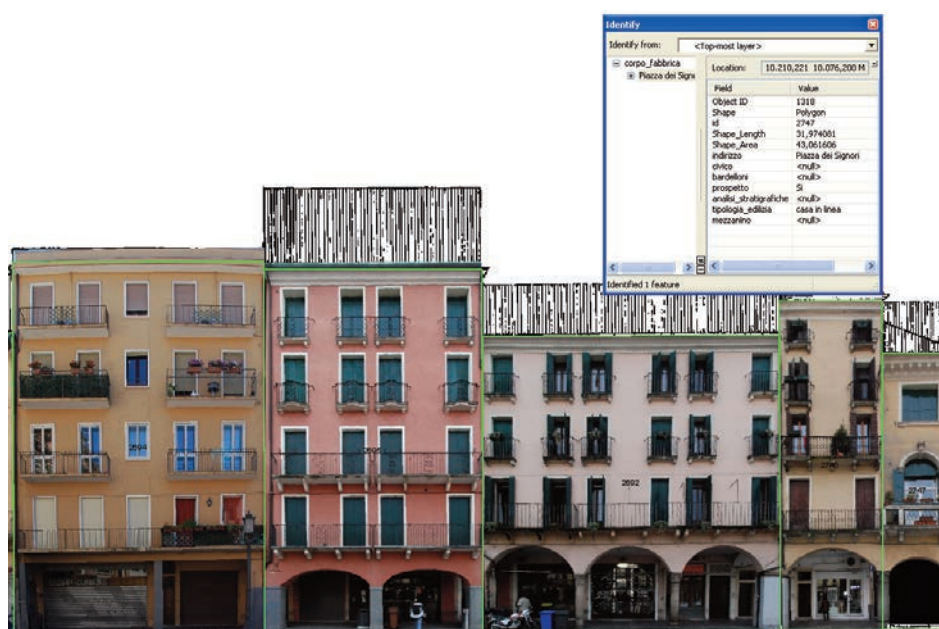 Identify
Identify from: <Top-most layer>
corpo_fabbrica
Piazza dei Signo
Location: 10.210,221 10.076,200 M
Field Value
Object ID 1318
Shape Polygon
id 2747
Shape_Length 31,974081
Shape_Area 43,061606
indirizzo Piazza dei Signori
civico <null>
bardelloni <null>
prospetto Si
analisi_stratigrafiche <null>
tipologia_edilizia casa in linea
mezzanino <null>
Identified 1 feature
2694
2692
2747